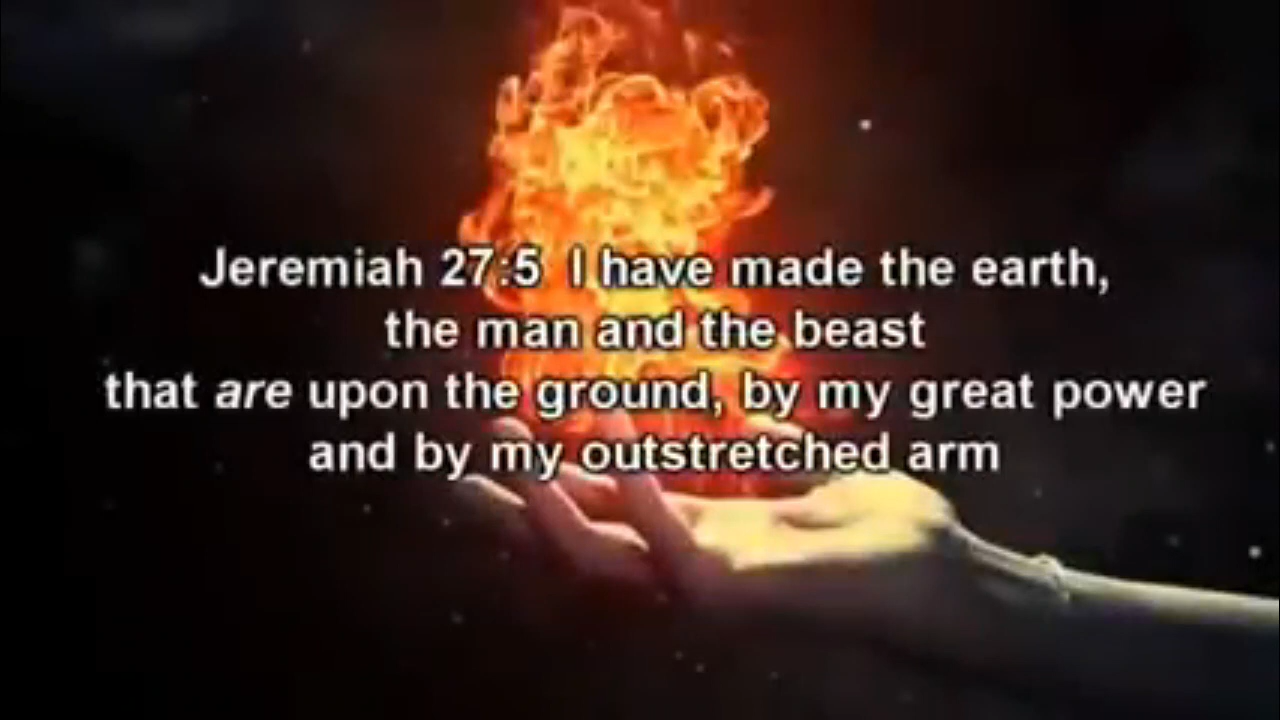 Jeremiah 27:5  I have made the earth,
the man and the beast
that are upon the ground, by my great power
and by my outstretched arm